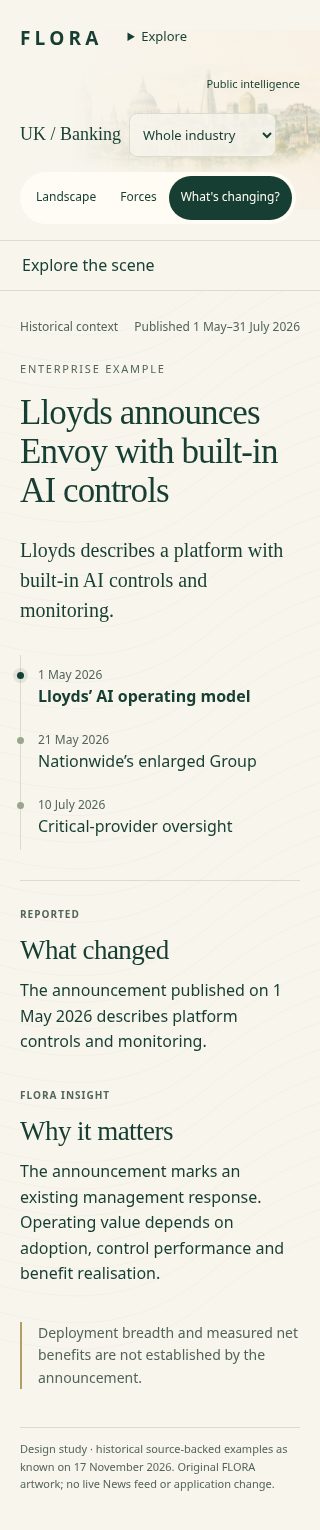 FLORA
Explore
Public intelligence
UK / Banking
Whole industry
Landscape
Forces
What's changing?
Explore the scene
Historical context
Published 1 May–31 July 2026
ENTERPRISE EXAMPLE
Lloyds announces
Envoy with built-in
AI controls
Lloyds describes a platform with
built-in AI controls and
monitoring.
1 May 2026
Lloyds’ AI operating model
21 May 2026
Nationwide’s enlarged Group
10 July 2026
Critical-provider oversight
REPORTED
What changed
The announcement published on 1
May 2026 describes platform
controls and monitoring.
FLORA INSIGHT
Why it matters
The announcement marks an
existing management response.
Operating value depends on
adoption, control performance and
benefit realisation.
Deployment breadth and measured net
benefits are not established by the
announcement.
Design study · historical source-backed examples as
known on 17 November 2026. Original FLORA
artwork; no live News feed or application change.